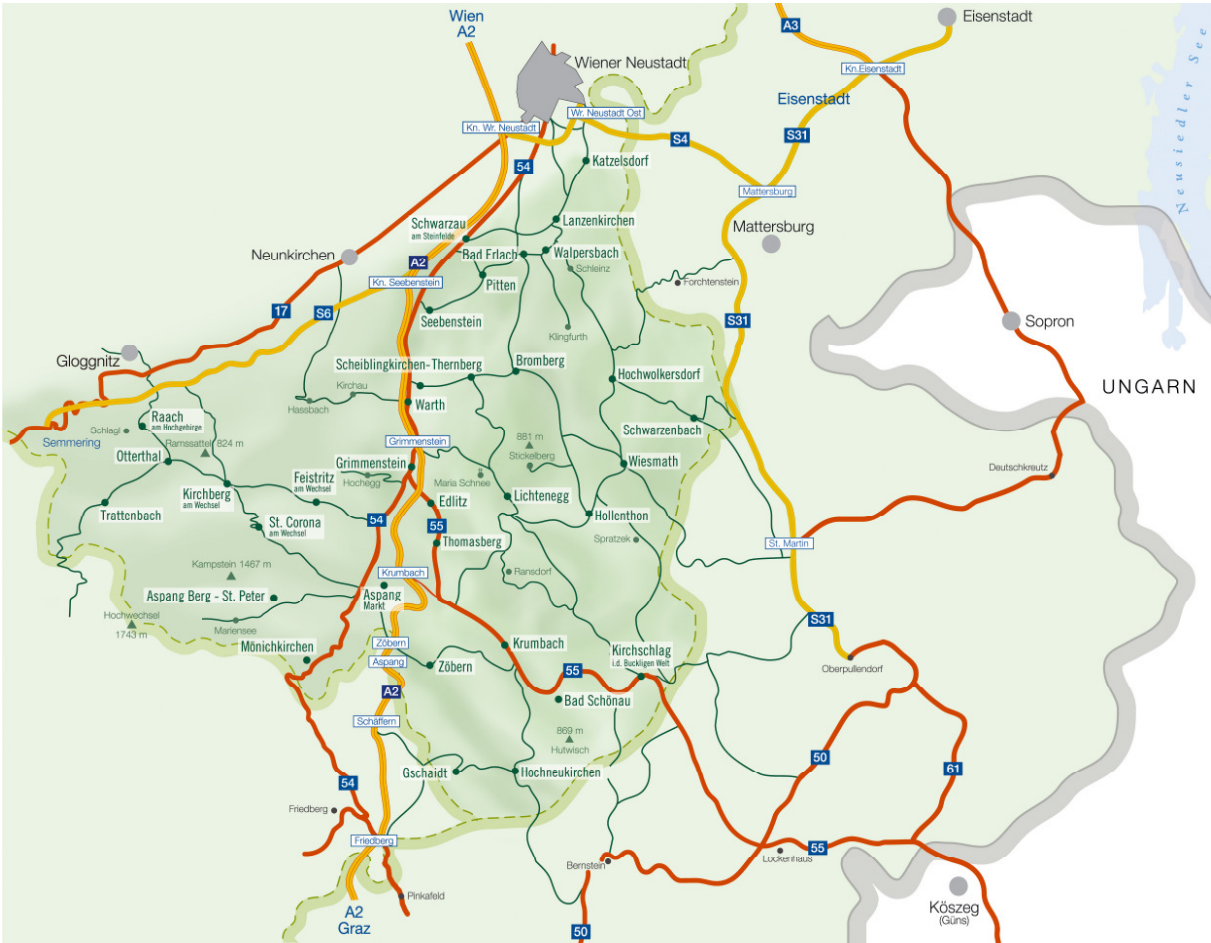 Wien
A2
A3
Eisenstadt
Wiener Neustadt
Kn.Eisenstadt
Eisenstadt
Neusiedler See
Kn. Wr. Neustadt
Wr. Neustadt Ost
S4
S31
54
Katzelsdorf
Mattersburg
Lanzenkirchen
Schwarzau
am Steinfelde
Mattersburg
Neunkirchen
Bad Erlach
Walpersbach
A2
Schleinz
Kn. Seebenstein
Pitten
Forchtenstein
17
S6
Seebenstein
S31
Sopron
Klingfurth
Gloggnitz
Scheiblingkirchen-Thernberg
Bromberg
Hochwolkersdorf
UNGARN
Kirchau
Hassbach
Warth
Raach
am Hochgebirge
Schlagl
Semmering
Ramssattel 824 m
Grimmenstein
881 m
Stickelberg
Schwarzenbach
Otterthal
Grimmenstein
Wiesmath
Hochegg
Maria Schnee
Deutschkreutz
Feistritz
am Wechsel
Kirchberg
am Wechsel
Lichtenegg
Edlitz
Trattenbach
St. Corona
am Wechsel
54
55
Hollenthon
Thomasberg
Spratzek
St. Martin
Kampstein 1467 m
Krumbach
Ransdorf
Aspang Berg - St. Peter
Aspang
Markt
Hochwechsel
1743 m
Mariensee
S31
Zöbern
Krumbach
Kirchschlag
i.d. Buckligen Welt
Mönichkirchen
Aspang
Zöbern
55
Oberpullendorf
A2
Bad Schönau
Schäffern
869 m
Hutwisch
50
61
Gschaidt
Hochneukirchen
54
Friedberg
Friedberg
55
Lockenhaus
Bernstein
Pinkafeld
A2
Graz
Köszeg
(Güns)
50